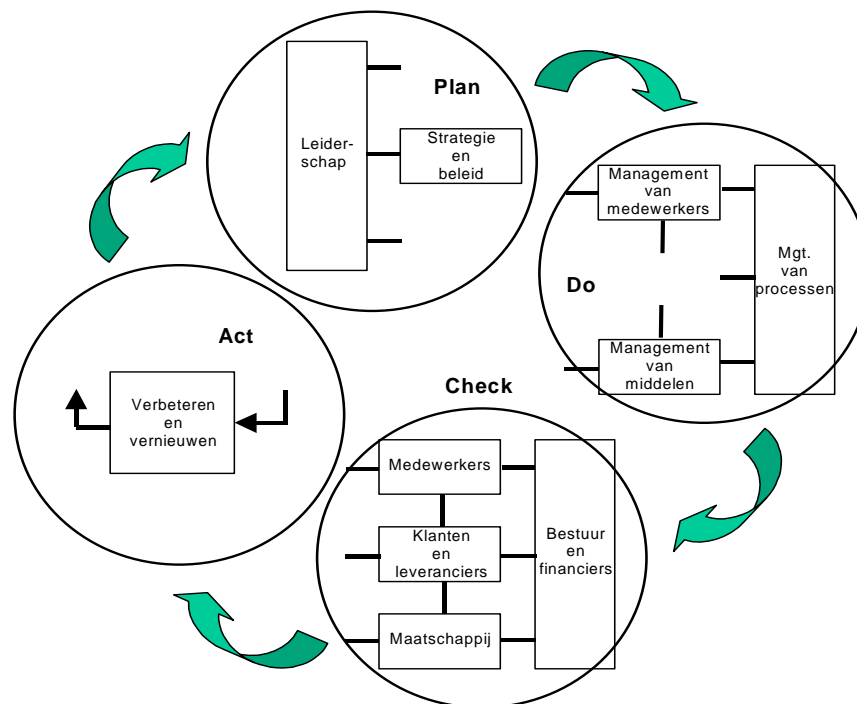 Plan
Leider-
schap
Strategie
en
beleid
Management
van
medewerkers
Do
Mgt.
van
processen
Management
van
middelen
Act
Verbeteren
en
vernieuwen
Check
Medewerkers
Klanten
en
leveranciers
Maatschappij
Bestuur
en
financiers